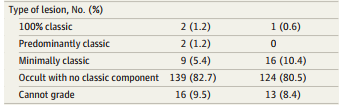 Type of lesion, No. (%)
100% classic 2 (1.2) 1 (0.6)
Predominantly classic 2 (1.2) 0
Minimally classic 9 (5.4) 16 (10.4)
Occult with no classic component 139 (82.7) 124 (80.5)
Cannot grade 16 (9.5) 13 (8.4)